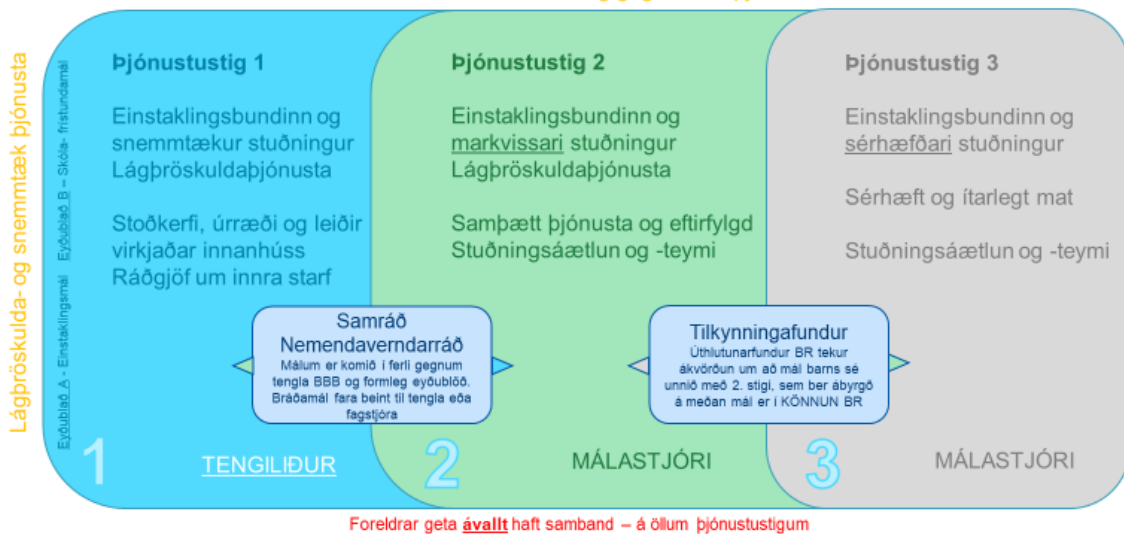 Lágþröskulda- og snemmtæk þjónusta
Eyðublað A - Einstaklingsmál Eyðublað B – Skóla- frístundamál
Þjónustustig 1
Einstaklingsbundinn og
snemmtækur stuðningur
Lágþröskuldaþjónusta
Stoðkerfi, úrræði og leiðir
virkjaðar innanhúss
Ráðgjöf um innra starf
1
TENGILIÐUR
Samráð
Nemendaverndarráð
Málum er komið í ferli gegnum
tengla BBB og formleg eyðublöð.
Bráðamál fara beint til tengla eða
fagstjóra
Þjónustustig 2
Einstaklingsbundinn og
markvissari stuðningur
Lágþröskuldaþjónusta
Samþætt þjónusta og eftirfylgd
Stuðningsáætlun og -teymi
2
MÁLASTJÓRI
Tilkynningafundur
Úthlutunarfundur BR tekur
ákvörðun um að mál barns sé
unnið með 2. stigi, sem ber ábyrgð
á meðan mál er í KÖNNUN BR
Þjónustustig 3
Einstaklingsbundinn og
sérhæfðari stuðningur
Sérhæft og ítarlegt mat
Stuðningsáætlun og -teymi
3
MÁLASTJÓRI
Foreldrar geta ávallt haft samband – á öllum þjónustustigum